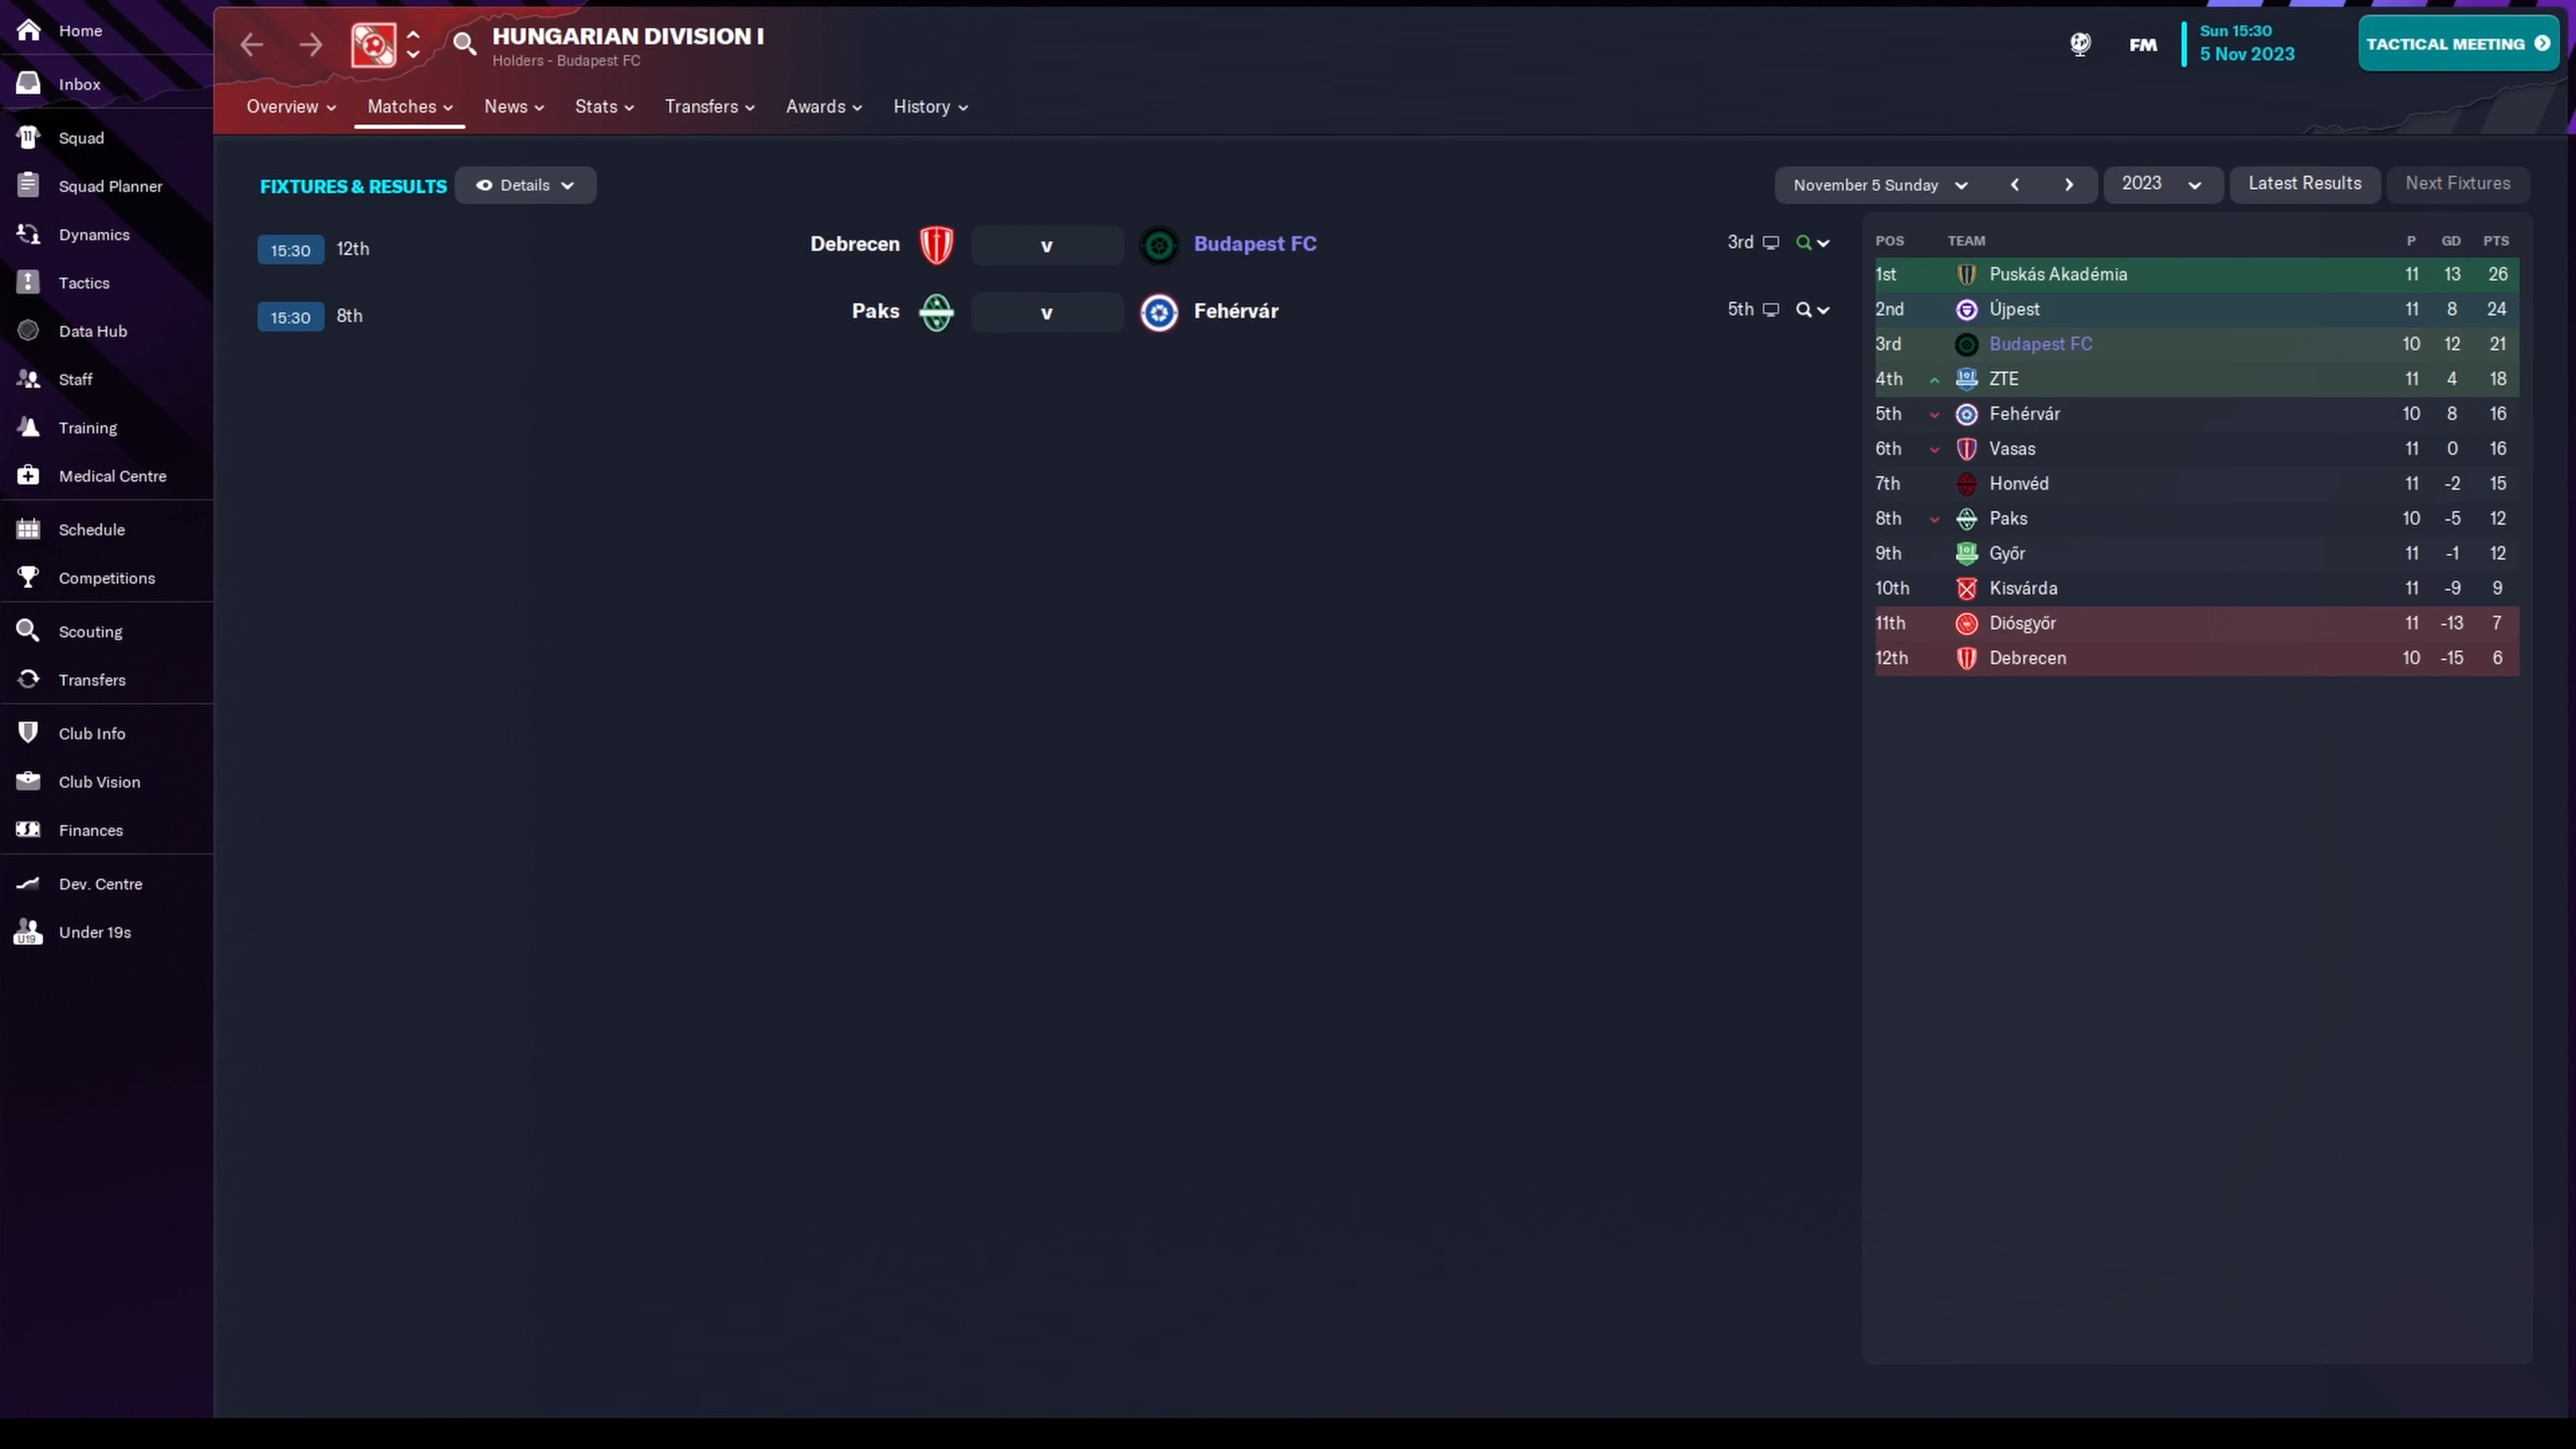 Home
Inbox
Squad
Squad Planner
Dynamics
Tactics
Data Hub
Staff
Training
Medical Centre
Schedule
Competitions
Scouting
Transfers
Club Info
Club Vision
Finances
Dev. Centre
U19 Under 19s
HUNGARIAN DIVISION I
Holders - Budapest FC
FM
Sun 15:30
5 Nov 2023
TACTICAL MEETING
Overview Matches News Stats Transfers Awards History
FIXTURES & RESULTS Details
November 5 Sunday 2023 Latest Results Next Fixtures
15:30 12th Debrecen v Budapest FC 3rd
15:30 8th Paks v Fehérvár 5th
POS TEAM P GD PTS
1st Puskás Akadémia 11 13 26
2nd Újpest 11 8 24
3rd Budapest FC 10 12 21
4th ZTE 11 4 18
5th Fehérvár 10 8 16
6th Vasas 11 0 16
7th Honvéd 11 -2 15
8th Paks 10 -5 12
9th Győr 11 -1 12
10th Kisvárda 11 -9 9
11th Diósgyőr 11 -13 7
12th Debrecen 10 -15 6